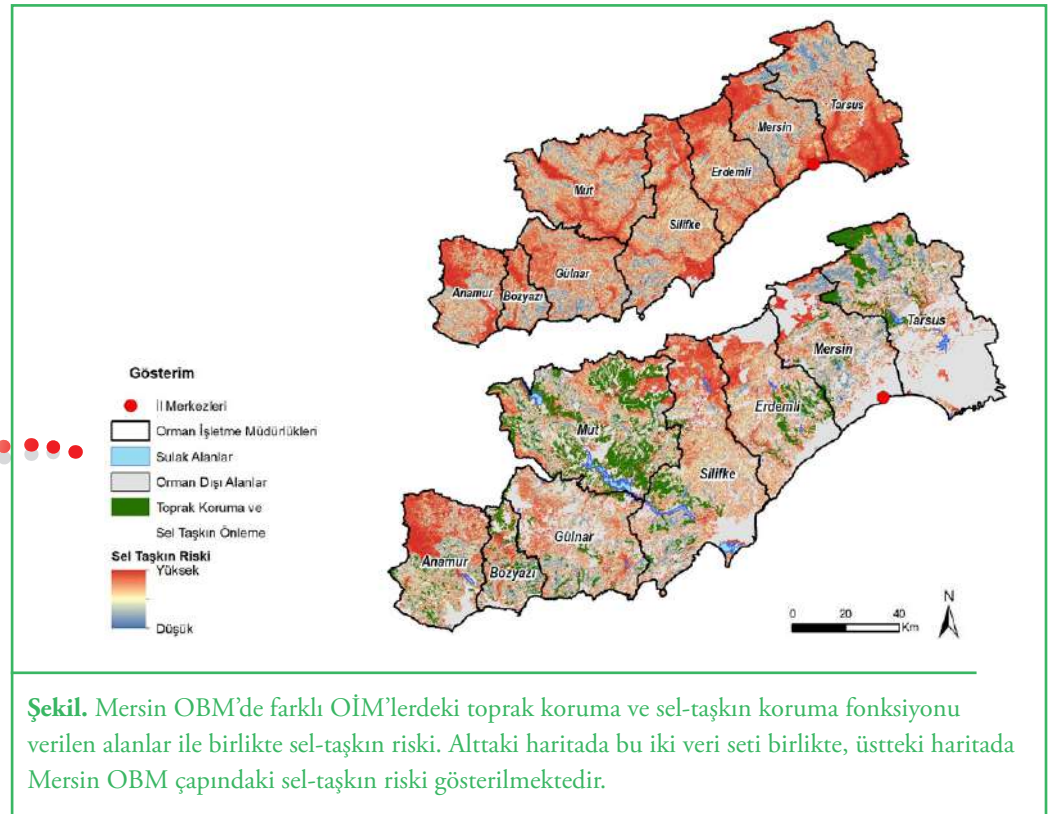 Tarsus
Mersin
Erdemli
Mut
Silifke
Gülnar
Anamur
Bozyazı
Tarsus
Mersin
Erdemli
Mut
Silifke
Gülnar
Anamur
Bozyazı
Gösterim
İl Merkezleri
Orman İşletme Müdürlükleri
Sulak Alanlar
Orman Dışı Alanlar
Toprak Koruma ve
Sel Taşkın Önleme
Sel Taşkın Riski
Yüksek
Düşük
N
0 20 40
Km
Şekil. Mersin OBM’de farklı OİM’lerdeki toprak koruma ve sel-taşkın koruma fonksiyonu
verilen alanlar ile birlikte sel-taşkın riski. Alttaki haritada bu iki veri seti birlikte, üstteki haritada
Mersin OBM çapındaki sel-taşkın riski gösterilmektedir.